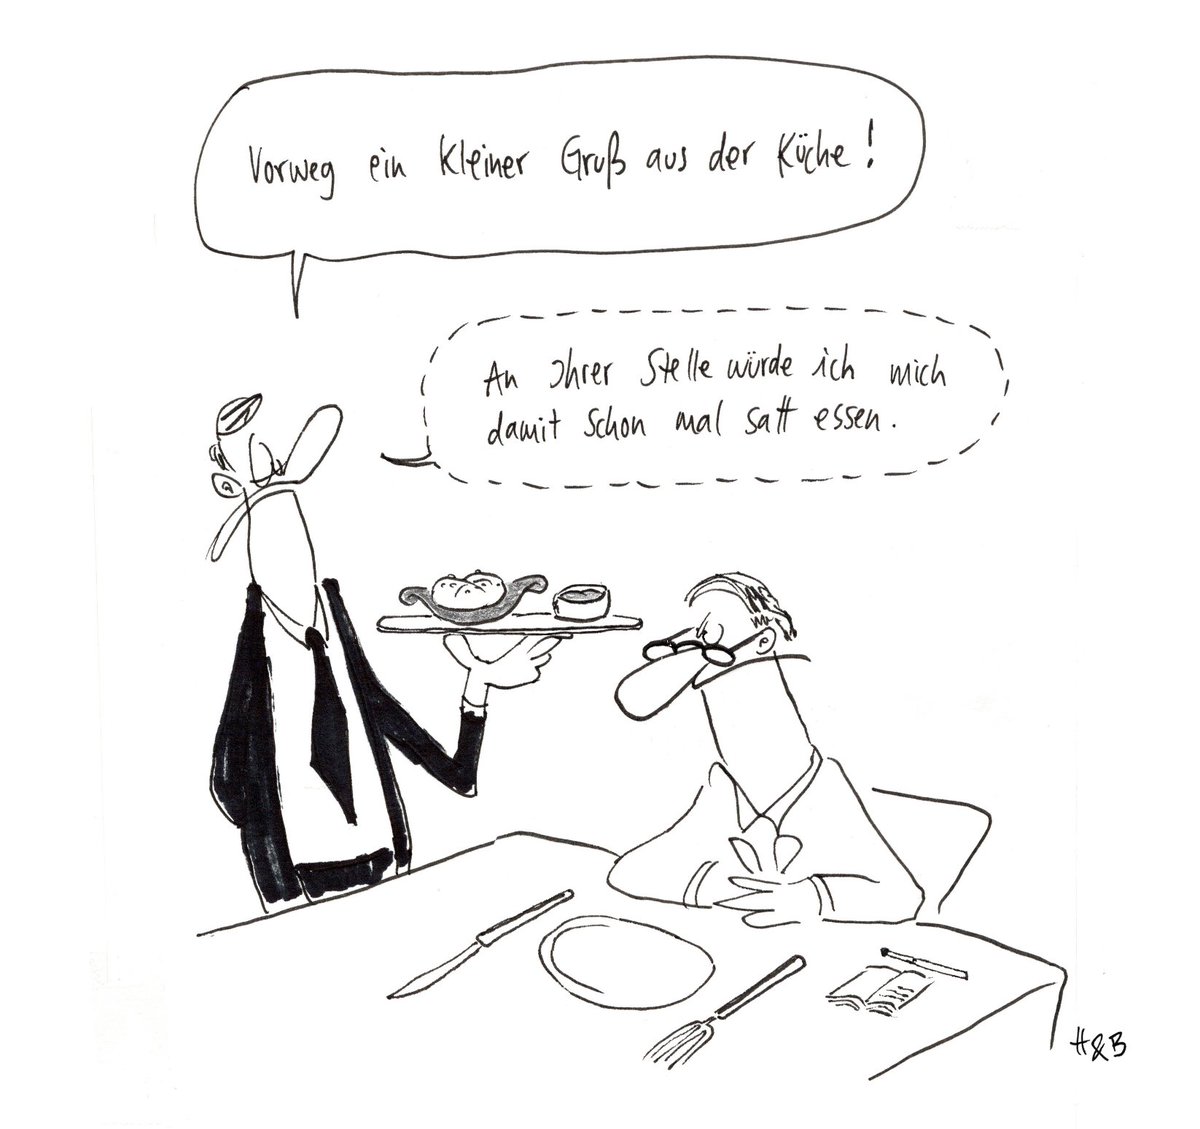 Vorweg ein kleiner Gruß aus der Küche!
An Ihrer Stelle würde ich mich
damit schon mal satt essen.
H&B